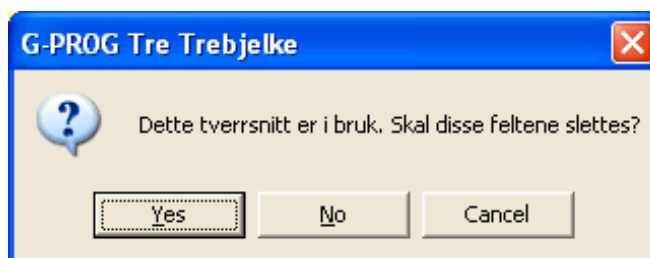 G-PROG Tre Trebjelke
Dette tverrsnitt er i bruk. Skal disse feltene slettes?
Yes No Cancel